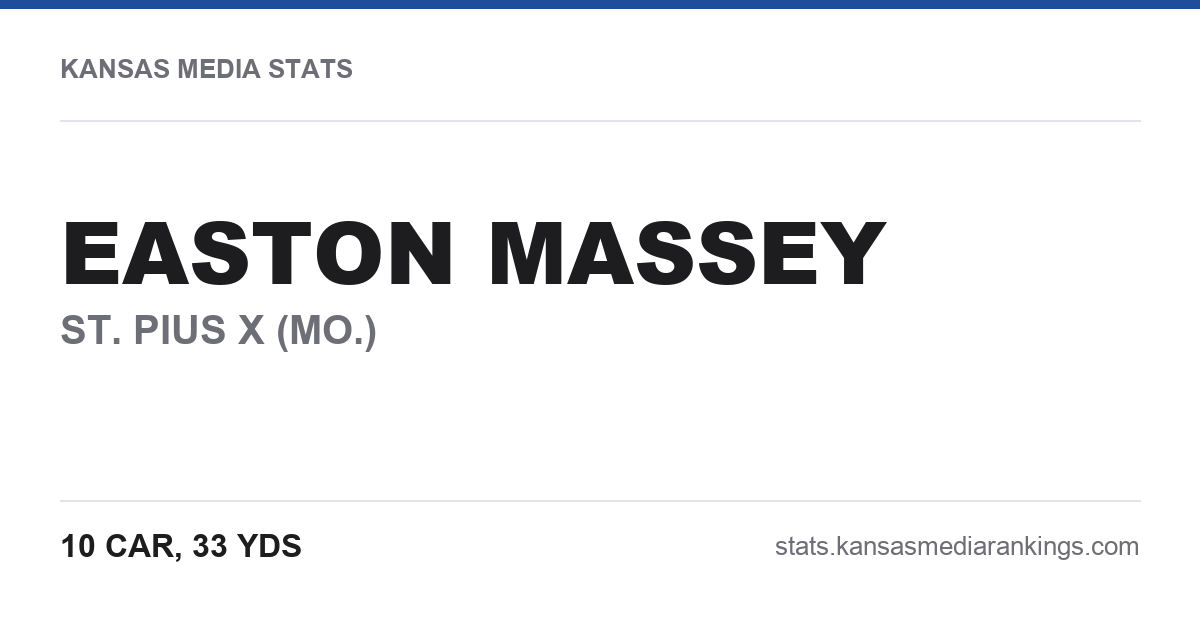 KANSAS MEDIA STATS
EASTON MASSEY
ST. PIUS X (MO.)
10 CAR, 33 YDS
stats.kansasmediarankings.com